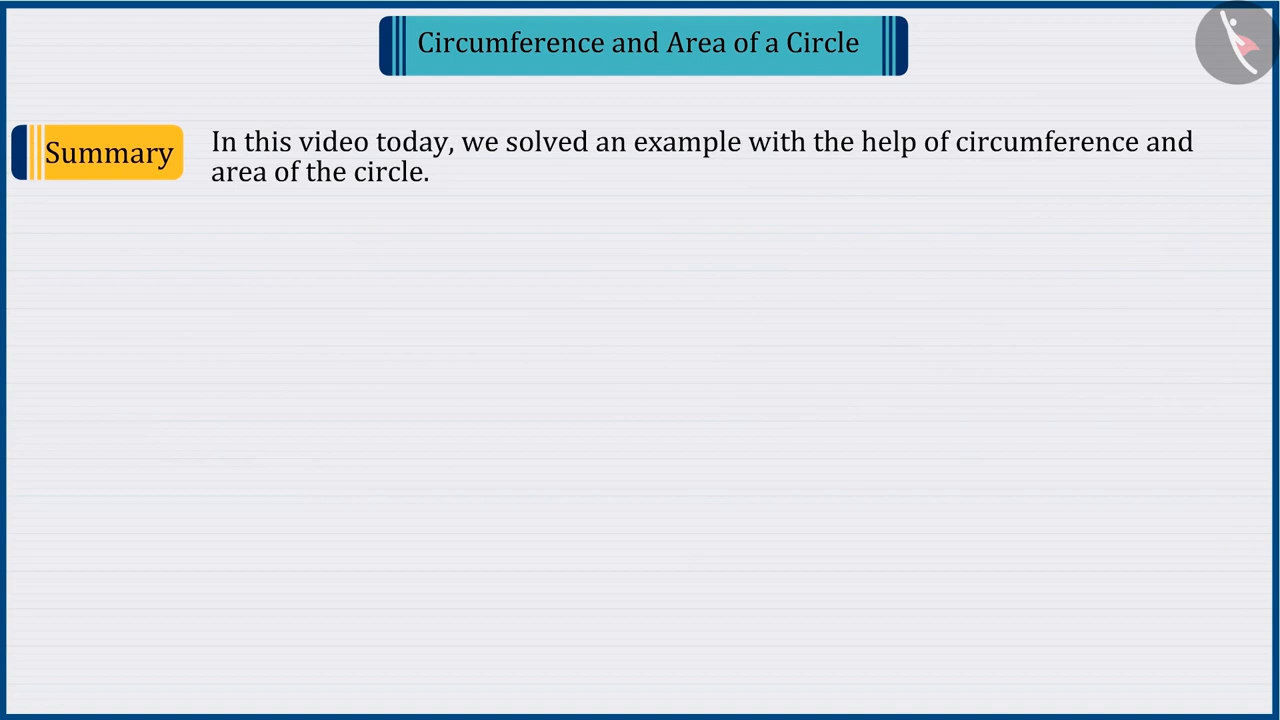 Circumference and Area of a Circle
Summary
In this video today, we solved an example with the help of circumference and
area of the circle.